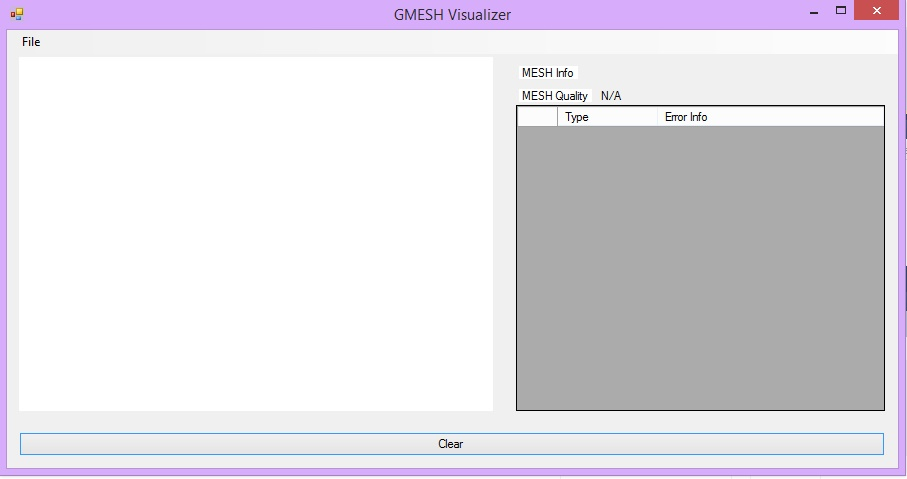 GMESH Visualizer
File
MESH Info
MESH Quality N/A
Type Error Info
Clear